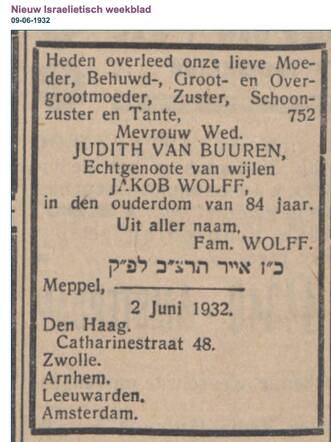 Nieuw Israelietisch weekblad
09-06-1932
Heden overleed onze lieve Moe-
der, Behuwd-, Groot- en Over-
grootmoeder, Zuster, Schoon-
zuster en Tante, 752
Mevrouw Wed.
JUDITH VAN BUUREN,
Echtgenoote van wijlen
JAKOB WOLFF,
in den ouderdom van 84 jaar.
Uit aller naam,
Fam. WOLFF.
כ״ז אייר תרצ״ב לפ״ק
Meppel,
2 Juni 1932.
Den Haag.
Catharinestraat 48.
Zwolle.
Arnhem.
Leeuwarden.
Amsterdam.